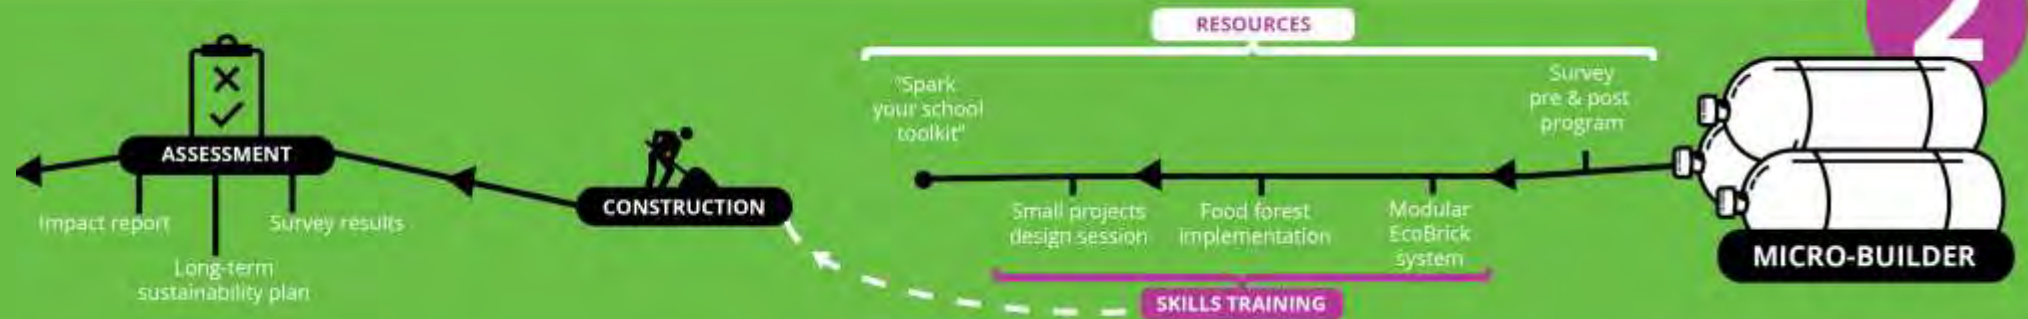 2
RESOURCES
"Spark
your school
toolkit"
Survey
pre & post
program
ASSESSMENT
CONSTRUCTION
Impact report
Survey results
Long-term
sustainability plan
Small projects
design session
Food forest
implementation
Modular
EcoBrick
system
MICRO-BUILDER
SKILLS TRAINING